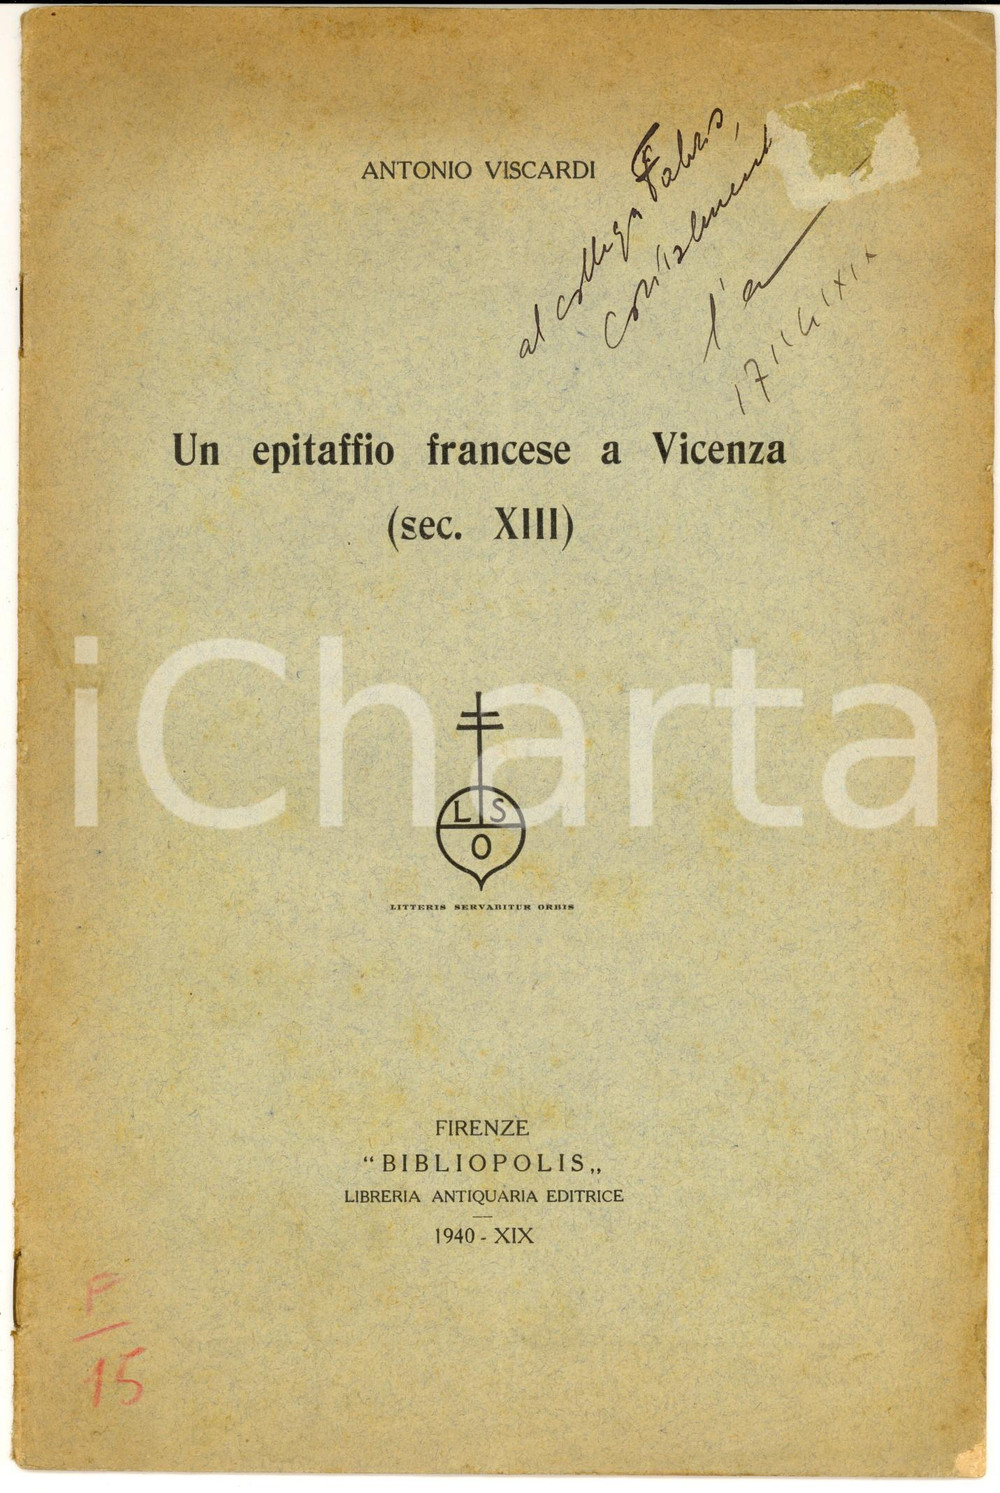 ANTONIO VISCARDI
al collega Fabris,
cordialmente
l'a
Un epitaffio francese a Vicenza
(sec. XIII)
iCharta
L S
O
LITTERIS SERVABITUR ORBIS
FIRENZE
“BIBLIOPOLIS„
LIBRERIA ANTIQUARIA EDITRICE
1940 - XIX
F
15